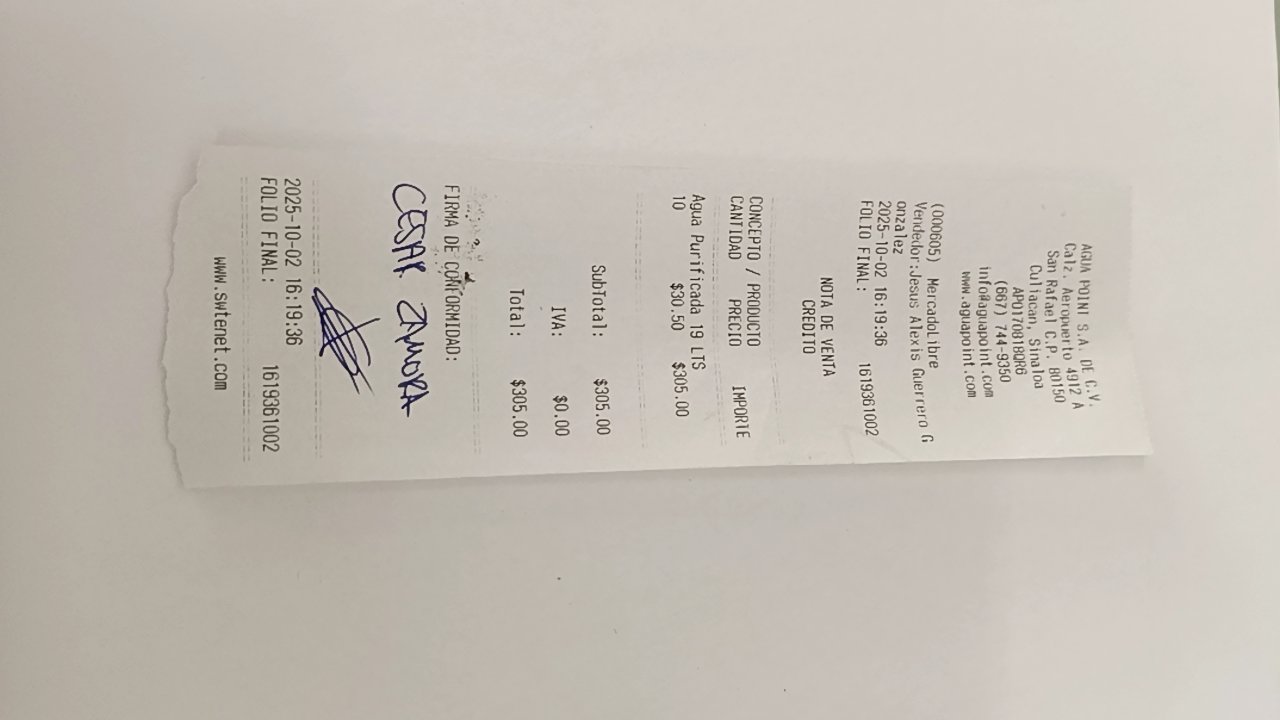 AGUA POINT S.A. DE C.V.
Calz. Aeropuerto 4912 A
San Rafael C.P. 80150
Culiacan, Sinaloa
APO170818QR6
(667) 744-9350
info@aguapoint.com
www.aguapoint.com
(000605) MercadoLibre
Vendedor:Jesus Alexis Guerrero G
onzalez
2025-10-02 16:19:36
FOLIO FINAL: 1619361002
NOTA DE VENTA
CREDITO
CONCEPTO / PRODUCTO
CANTIDAD PRECIO IMPORTE
Agua Purificada 19 LTS
10 $30.50 $305.00
SubTotal: $305.00
IVA: $0.00
Total: $305.00
FIRMA DE CONFORMIDAD:
CESAR ZAMORA
2025-10-02 16:19:36
FOLIO FINAL: 1619361002
www.swtenet.com